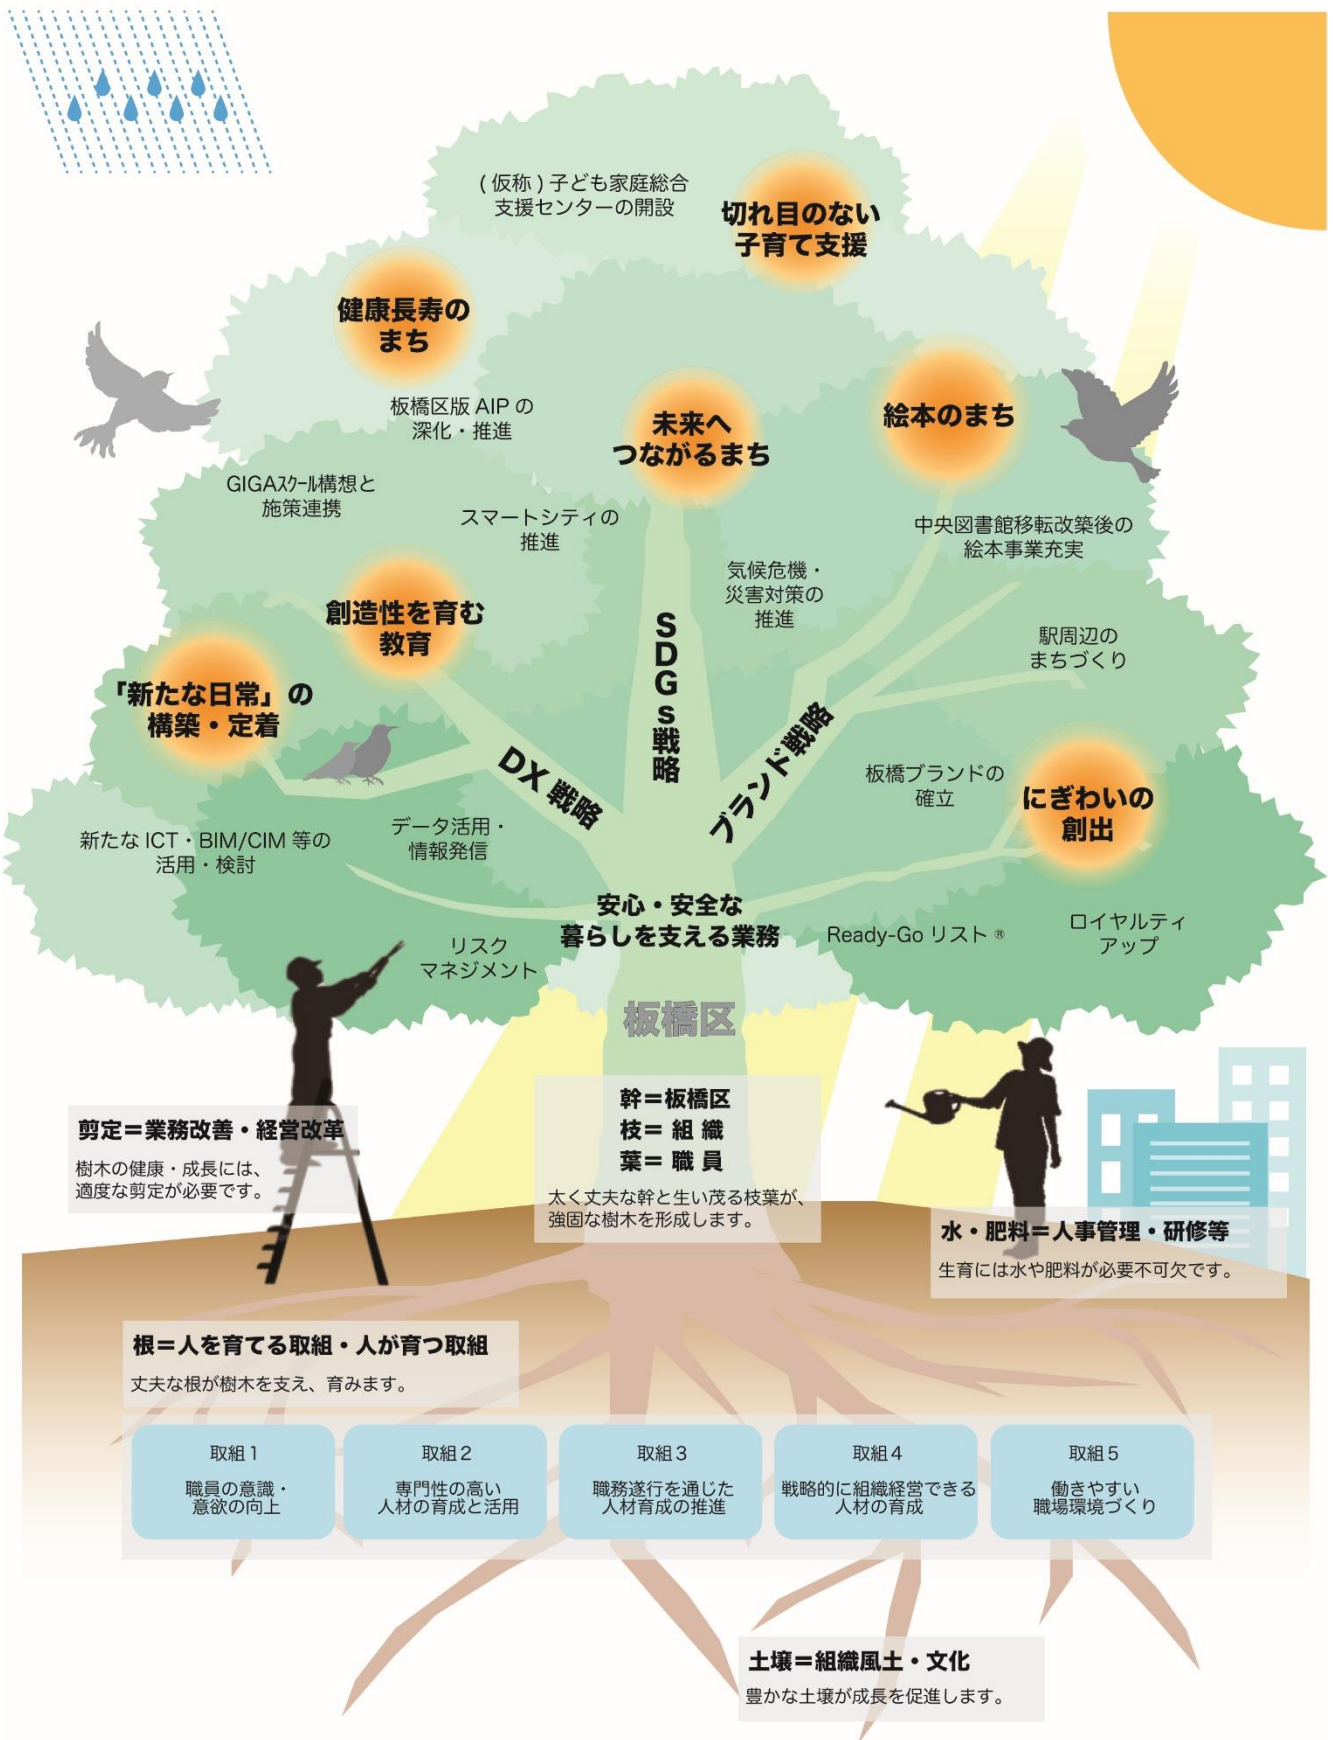 (仮称)子ども家庭総合
支援センターの開設
切れ目のない
子育て支援
健康長寿の
まち
板橋区版 AIP の
深化・推進
未来へ
つながるまち
絵本のまち
GIGAｽｸｰﾙ構想と
施策連携
スマートシティの
推進
中央図書館移転改築後の
絵本事業充実
気候危機・
災害対策の
推進
創造性を育む
教育
駅周辺の
まちづくり
「新たな日常」の
構築・定着
SDGs戦略
DX 戦略
ブランド戦略
板橋ブランドの
確立
にぎわいの
創出
新たな ICT・BIM/CIM 等の
活用・検討
データ活用・
情報発信
安心・安全な
暮らしを支える業務
リスク
マネジメント
Ready-Go リスト ®
ロイヤルティ
アップ
板橋区
幹＝板橋区
枝＝ 組 織
葉＝ 職 員
太く丈夫な幹と生い茂る枝葉が、
強固な樹木を形成します。
剪定＝業務改善・経営改革
樹木の健康・成長には、
適度な剪定が必要です。
水・肥料＝人事管理・研修等
生育には水や肥料が必要不可欠です。
根＝人を育てる取組・人が育つ取組
丈夫な根が樹木を支え、育みます。
取組１
職員の意識・
意欲の向上
取組２
専門性の高い
人材の育成と活用
取組３
職務遂行を通じた
人材育成の推進
取組４
戦略的に組織経営できる
人材の育成
取組５
働きやすい
職場環境づくり
土壌＝組織風土・文化
豊かな土壌が成長を促進します。